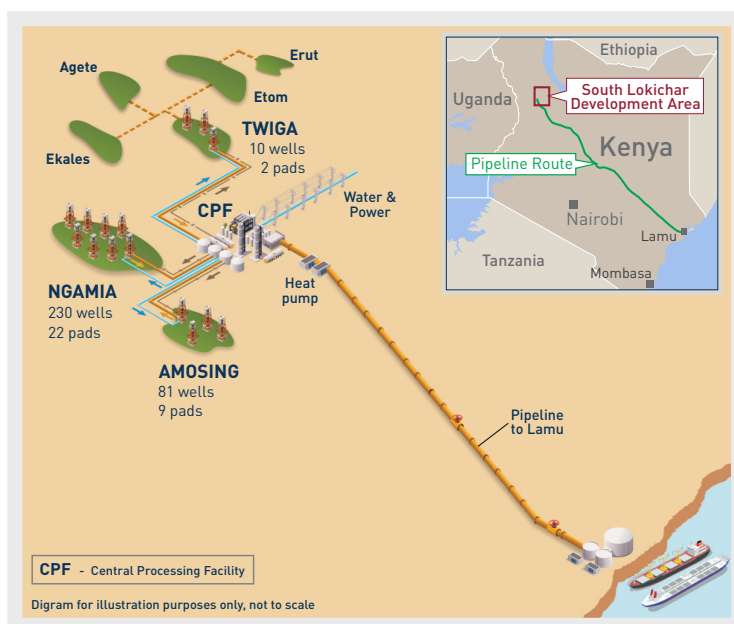 Erut
Agete
Etom
Ekales
TWIGA
10 wells
2 pads
CPF
Water &
Power
Heat
pump
NGAMIA
230 wells
22 pads
AMOSING
81 wells
9 pads
Pipeline
to Lamu
Ethiopia
Uganda
South Lokichar
Development Area
Kenya
Pipeline Route
Nairobi
Lamu
Tanzania
Mombasa
CPF - Central Processing Facility
Digram for illustration purposes only, not to scale